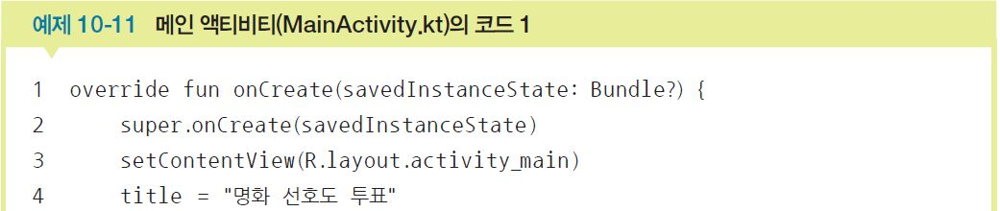 예제 10-11 메인 액티비티(MainActivity.kt)의 코드 1
1 override fun onCreate(savedInstanceState: Bundle?) {
2 super.onCreate(savedInstanceState)
3 setContentView(R.layout.activity_main)
4 title = "명화 선호도 투표"